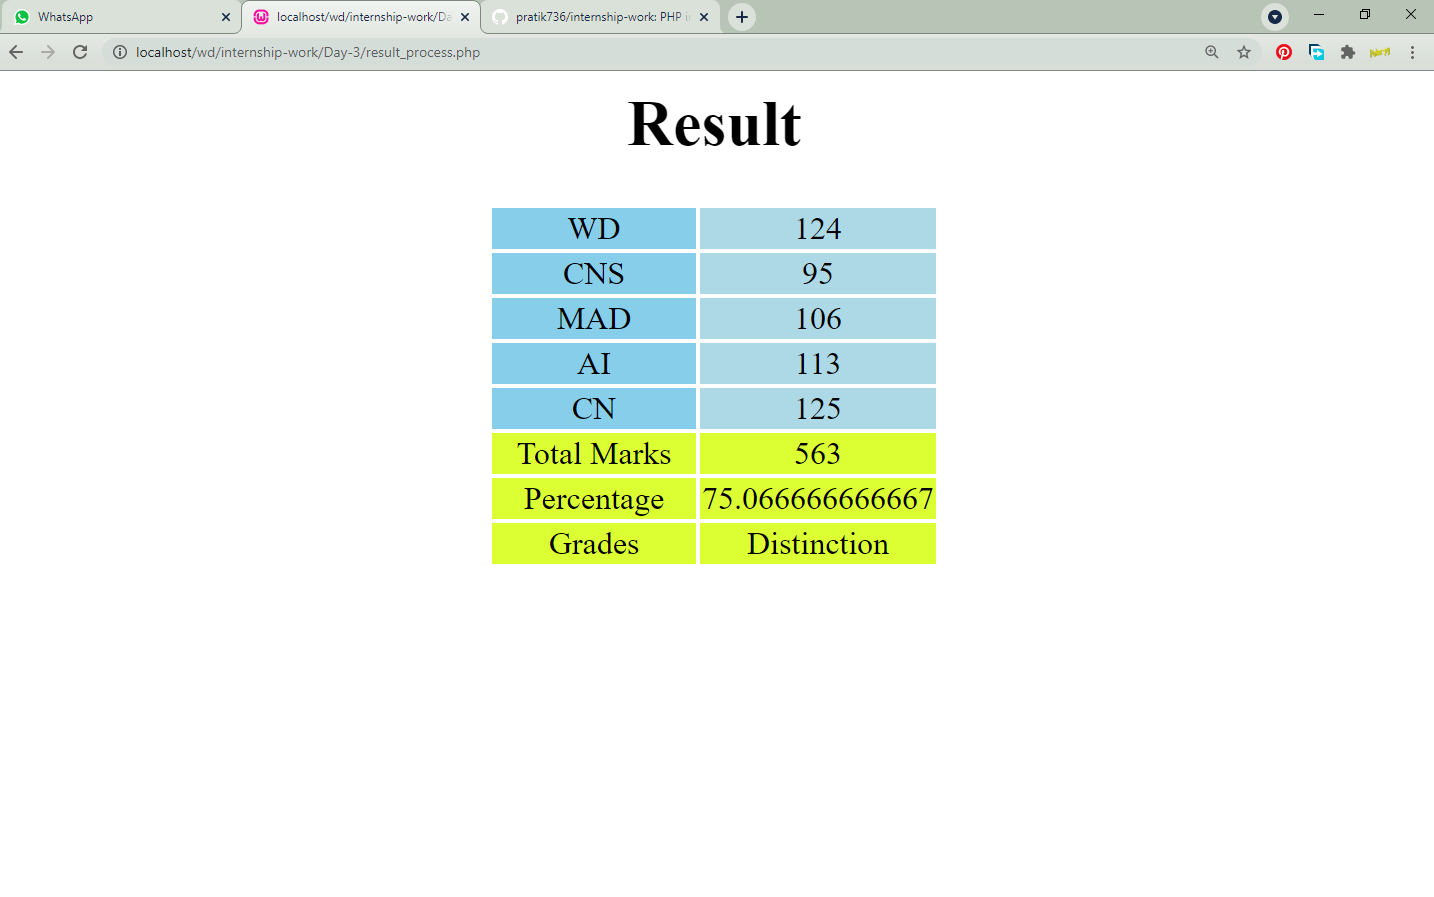 WhatsApp
localhost/wd/internship-work/Da
pratik736/internship-work: PHP i
localhost/wd/internship-work/Day-3/result_process.php
Result
WD 124
CNS 95
MAD 106
AI 113
CN 125
Total Marks 563
Percentage 75.066666666667
Grades Distinction